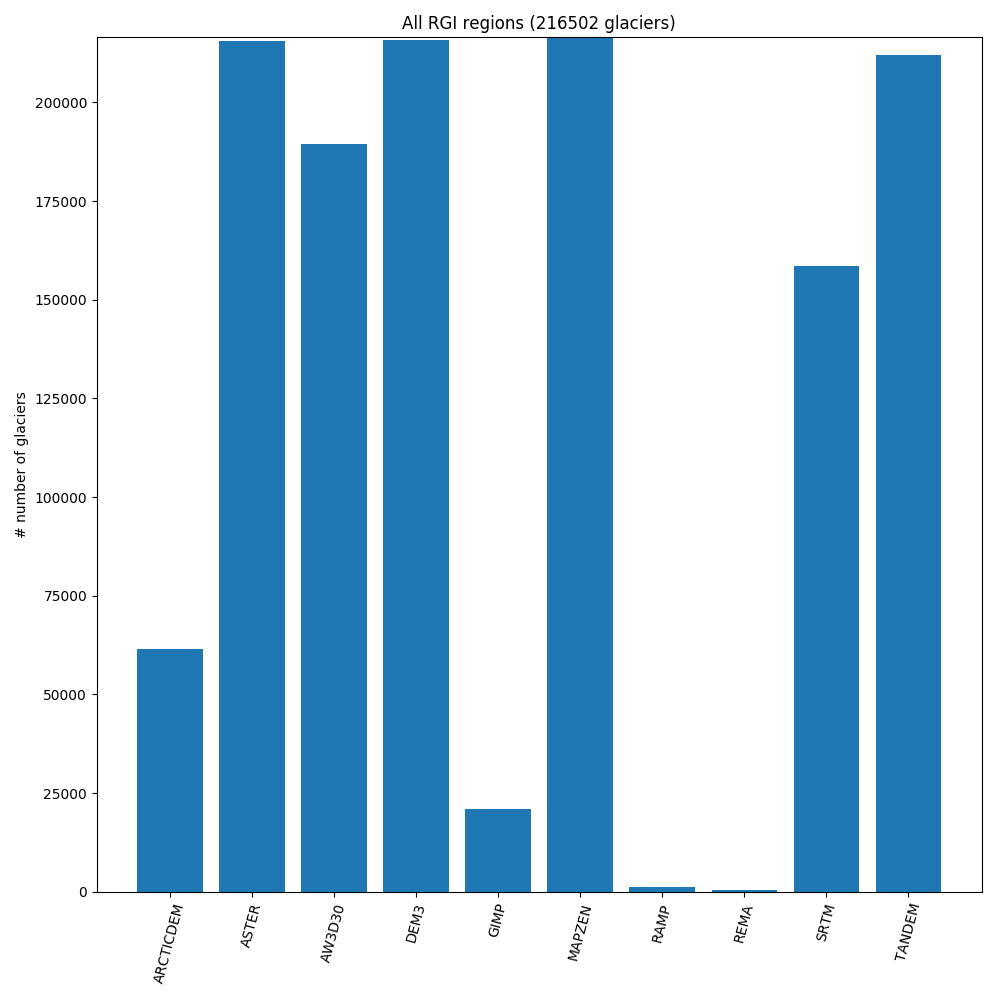 All RGI regions (216502 glaciers)
# number of glaciers
200000
175000
150000
125000
100000
75000
50000
25000
0
ARCTICDEM
ASTER
AW3D30
DEM3
GIMP
MAPZEN
RAMP
REMA
SRTM
TANDEM